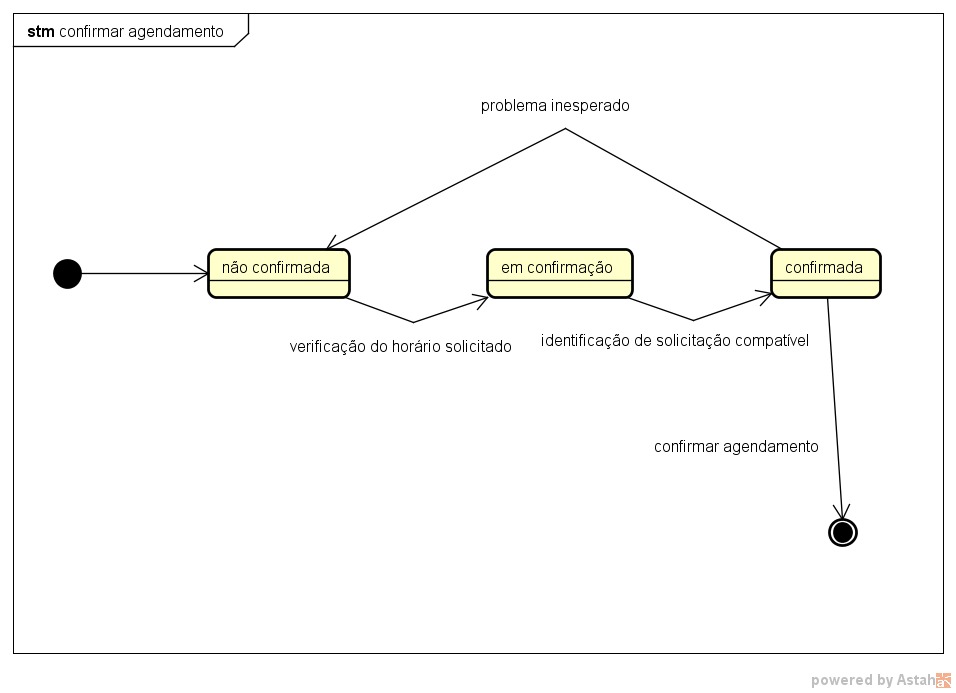 stm confirmar agendamento
problema inesperado
não confirmada
em confirmação
confirmada
verificação do horário solicitado
identificação de solicitação compatível
confirmar agendamento
powered by Astah